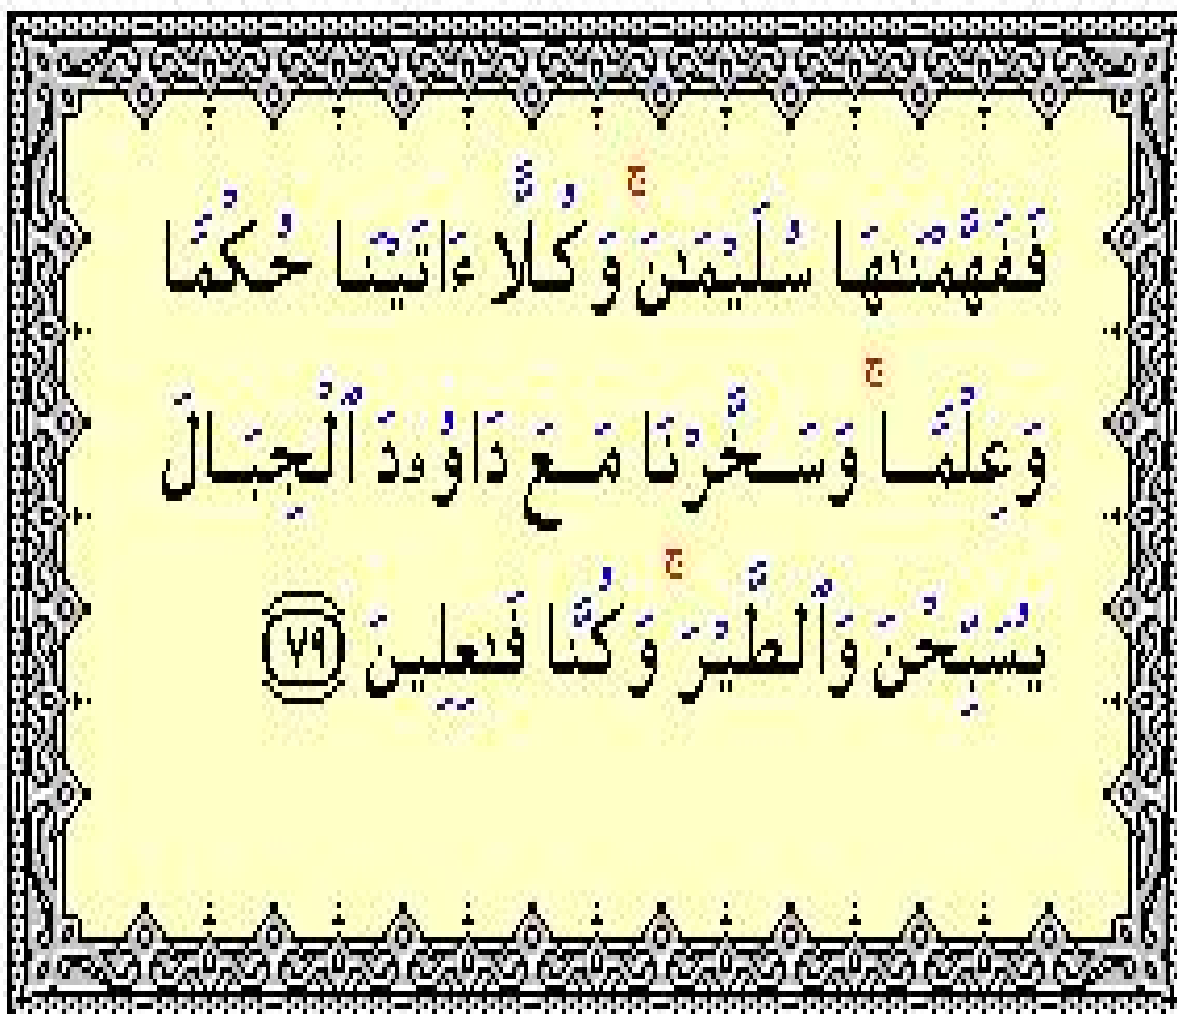 فَفَهَّمْنَٰهَا سُلَيْمَٰنَ ۚ وَكُلًّا ءَاتَيْنَا حُكْمًا
وَعِلْمًا ۚ وَسَخَّرْنَا مَعَ دَاوُۥدَ ٱلْجِبَالَ
يُسَبِّحْنَ وَٱلطَّيْرَ ۚ وَكُنَّا فَٰعِلِينَ ٧٩